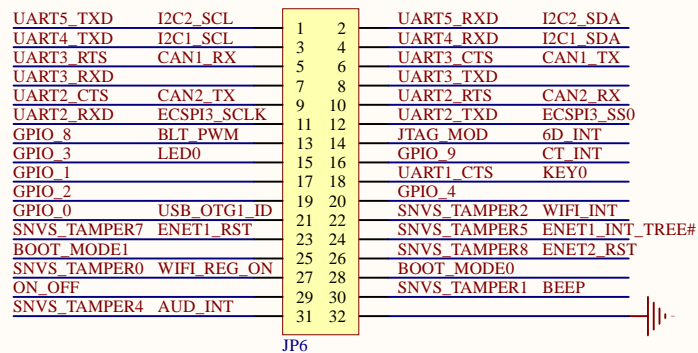 UART5_TXD I2C2_SCL 1 2 UART5_RXD I2C2_SDA
UART4_TXD I2C1_SCL 3 4 UART4_RXD I2C1_SDA
UART3_RTS CAN1_RX 5 6 UART3_CTS CAN1_TX
UART3_RXD 7 8 UART3_TXD
UART2_CTS CAN2_TX 9 10 UART2_RTS CAN2_RX
UART2_RXD ECSPI3_SCLK 11 12 UART2_TXD ECSPI3_SS0
GPIO_8 BLT_PWM 13 14 JTAG_MOD 6D_INT
GPIO_3 LED0 15 16 GPIO_9 CT_INT
GPIO_1 17 18 UART1_CTS KEY0
GPIO_2 19 20 GPIO_4
GPIO_0 USB_OTG1_ID 21 22 SNVS_TAMPER2 WIFI_INT
SNVS_TAMPER7 ENET1_RST 23 24 SNVS_TAMPER5 ENET1_INT_TREE#
BOOT_MODE1 25 26 SNVS_TAMPER8 ENET2_RST
SNVS_TAMPER0 WIFI_REG_ON 27 28 BOOT_MODE0
ON_OFF 29 30 SNVS_TAMPER1 BEEP
SNVS_TAMPER4 AUD_INT 31 32
JP6